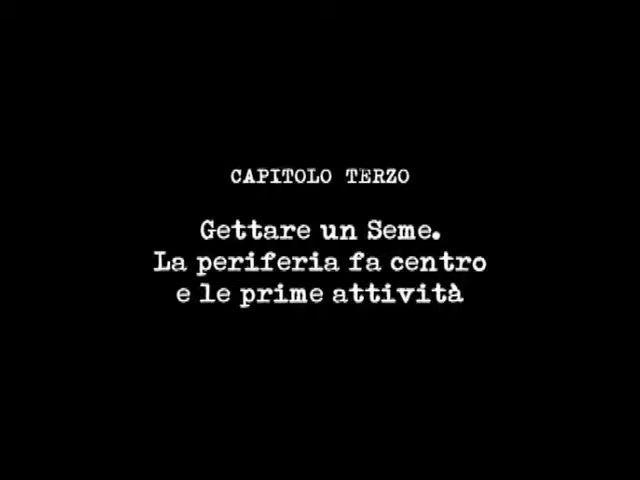 CAPITOLO TERZO
Gettare un Seme.
La periferia fa centro
e le prime attività